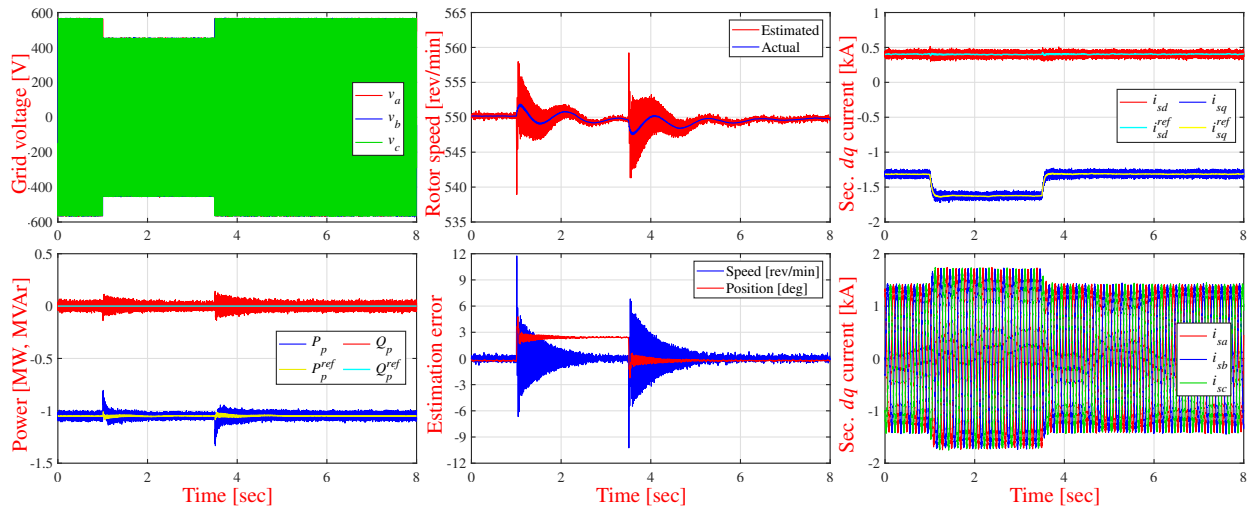 Grid voltage [V]
600
400
200
0
-200
-400
-600
v_a
v_b
v_c
0 2 4 6 8
Rotor speed [rev/min]
565
560
555
550
545
540
535
Estimated
Actual
0 2 4 6 8
Sec. dq current [kA]
1
0.5
0
-0.5
-1
-1.5
-2
i_sd i_sq
i_sd^ref i_sq^ref
0 2 4 6 8
Power [MW, MVAr]
0.5
0
-0.5
-1
-1.5
P_p Q_p
P_p^ref Q_p^ref
0 2 4 6 8
Time [sec]
Estimation error
12
9
6
3
0
-3
-6
-9
-12
Speed [rev/min]
Position [deg]
0 2 4 6 8
Time [sec]
Sec. dq current [kA]
2
1
0
-1
-2
i_sa
i_sb
i_sc
0 2 4 6 8
Time [sec]